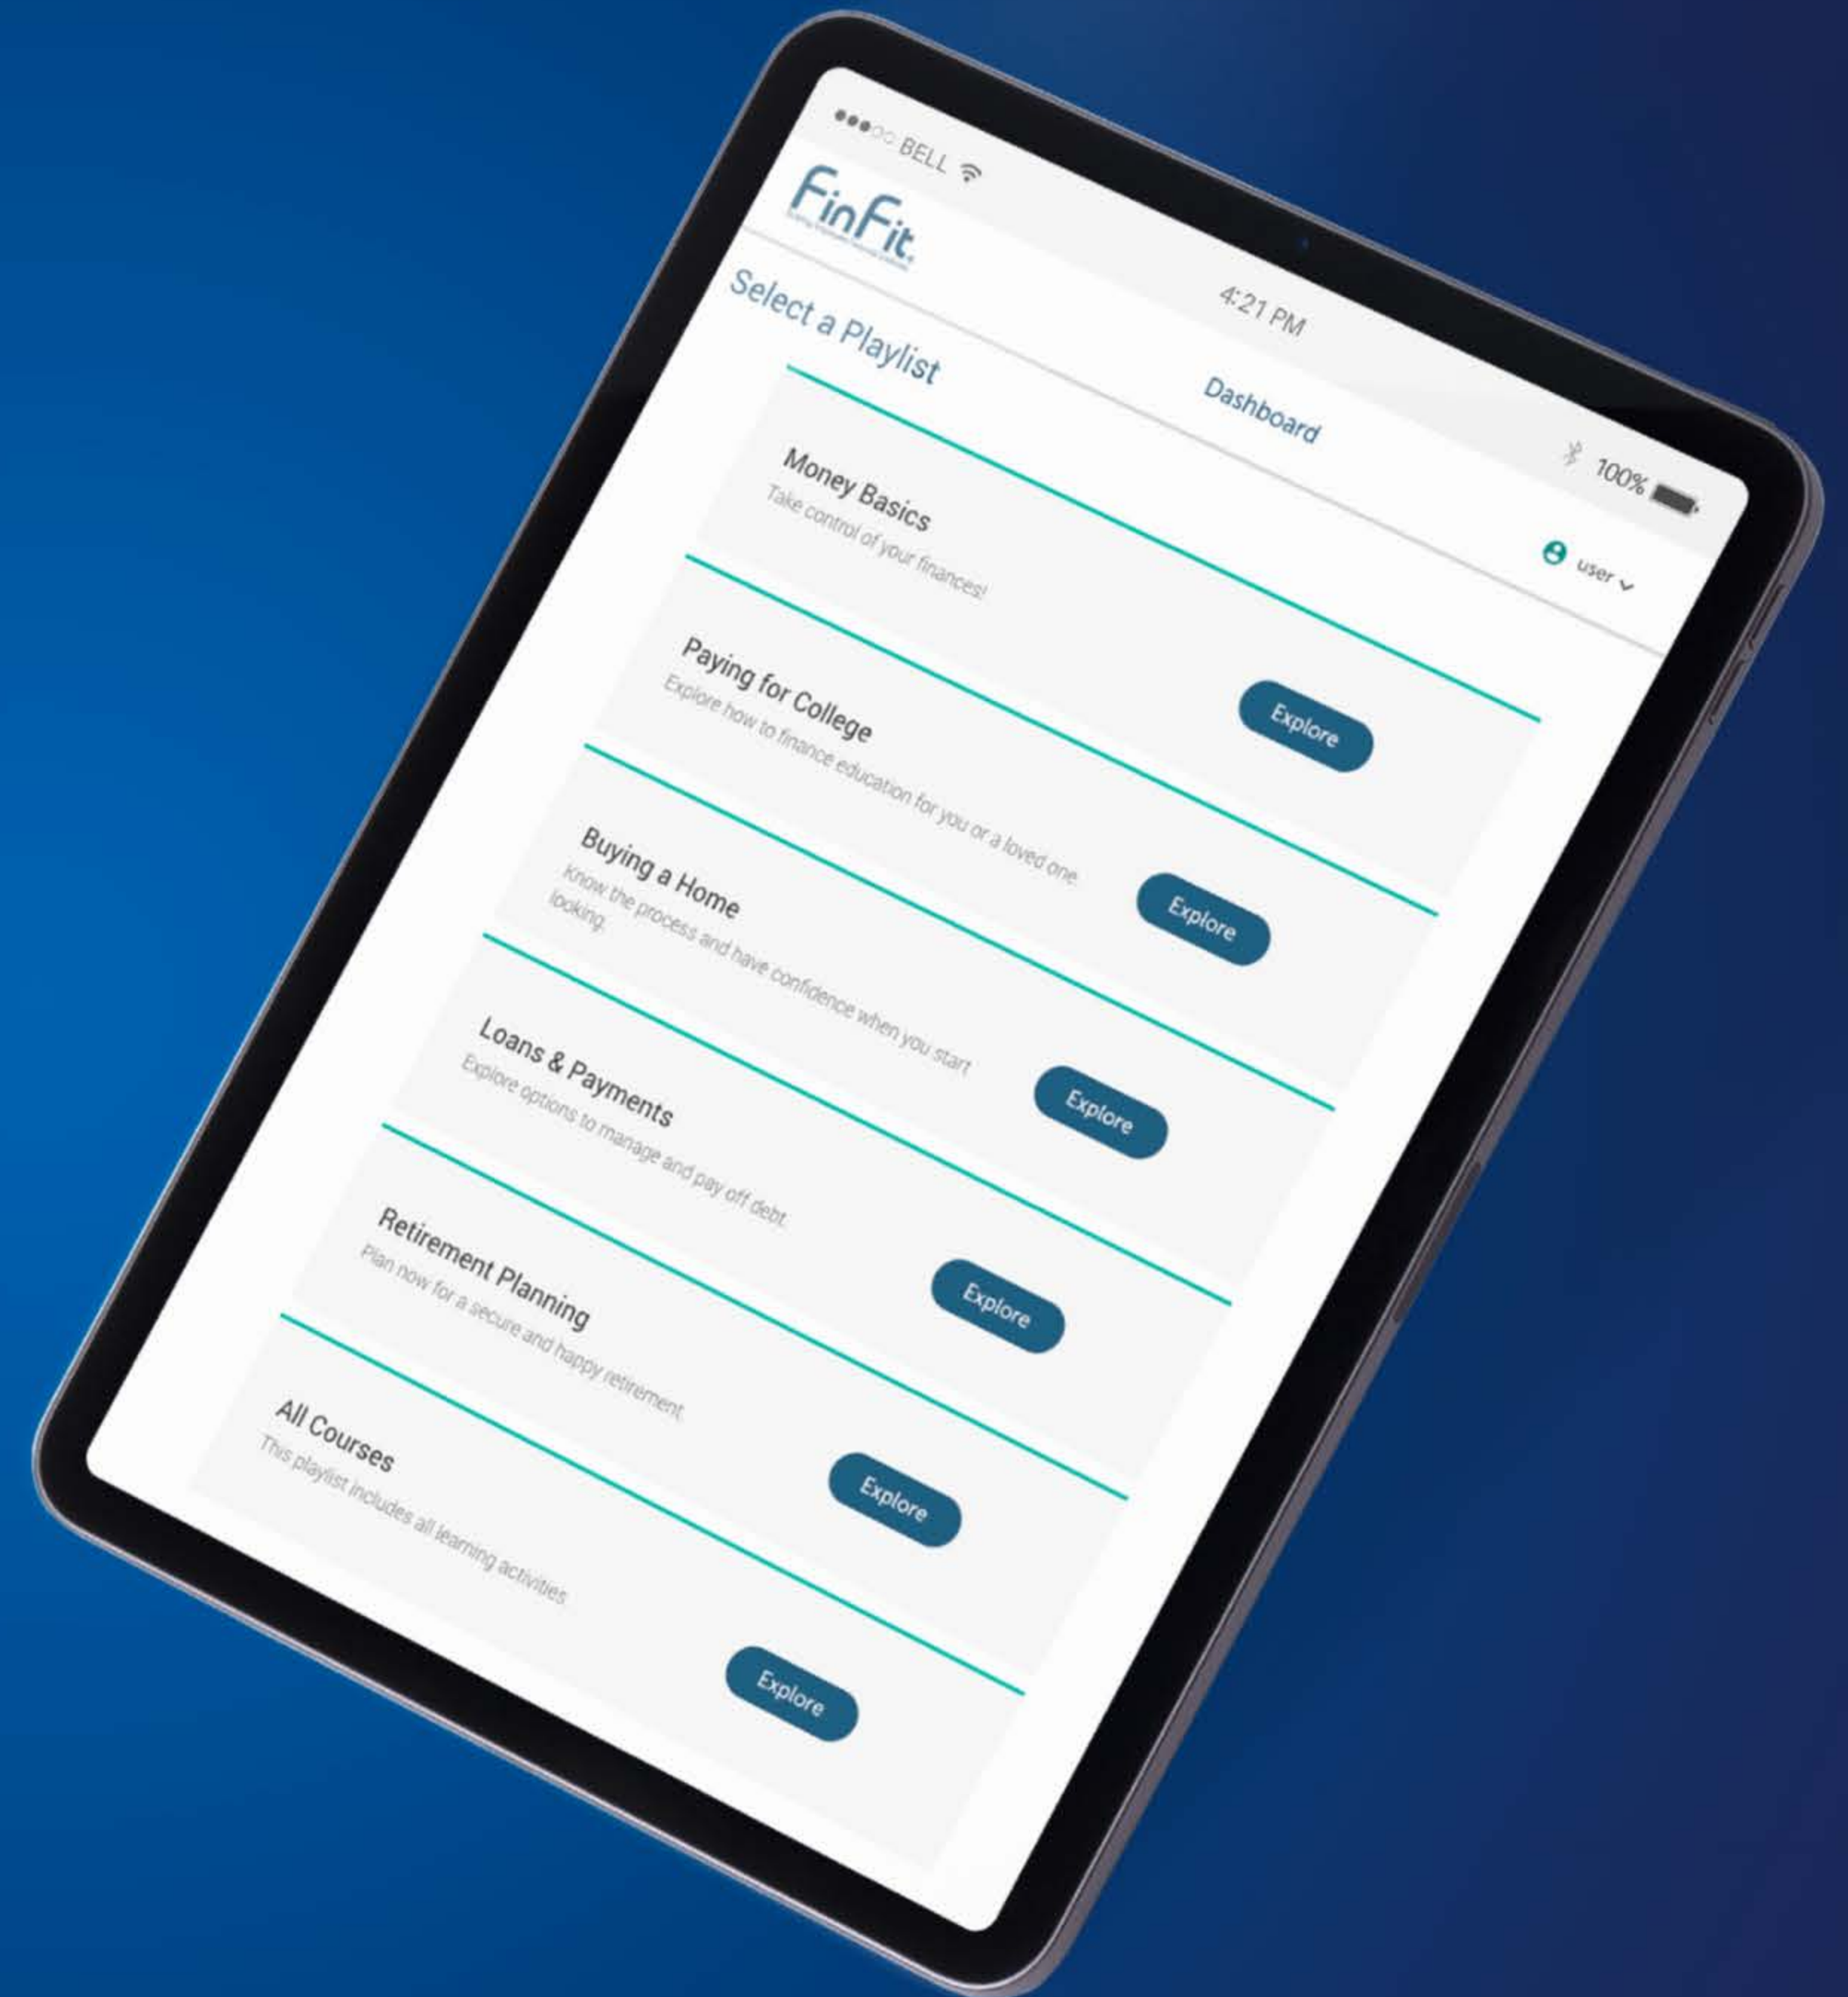 BELL
4:21 PM
100%
FinFit
Dashboard
user
Select a Playlist
Money Basics
Take control of your finances!
Explore
Paying for College
Explore how to finance education for you or a loved one.
Explore
Buying a Home
Know the process and have confidence when you start
looking.
Explore
Loans & Payments
Explore options to manage and pay off debt.
Explore
Retirement Planning
Plan now for a secure and happy retirement.
Explore
All Courses
This playlist includes all learning activities
Explore